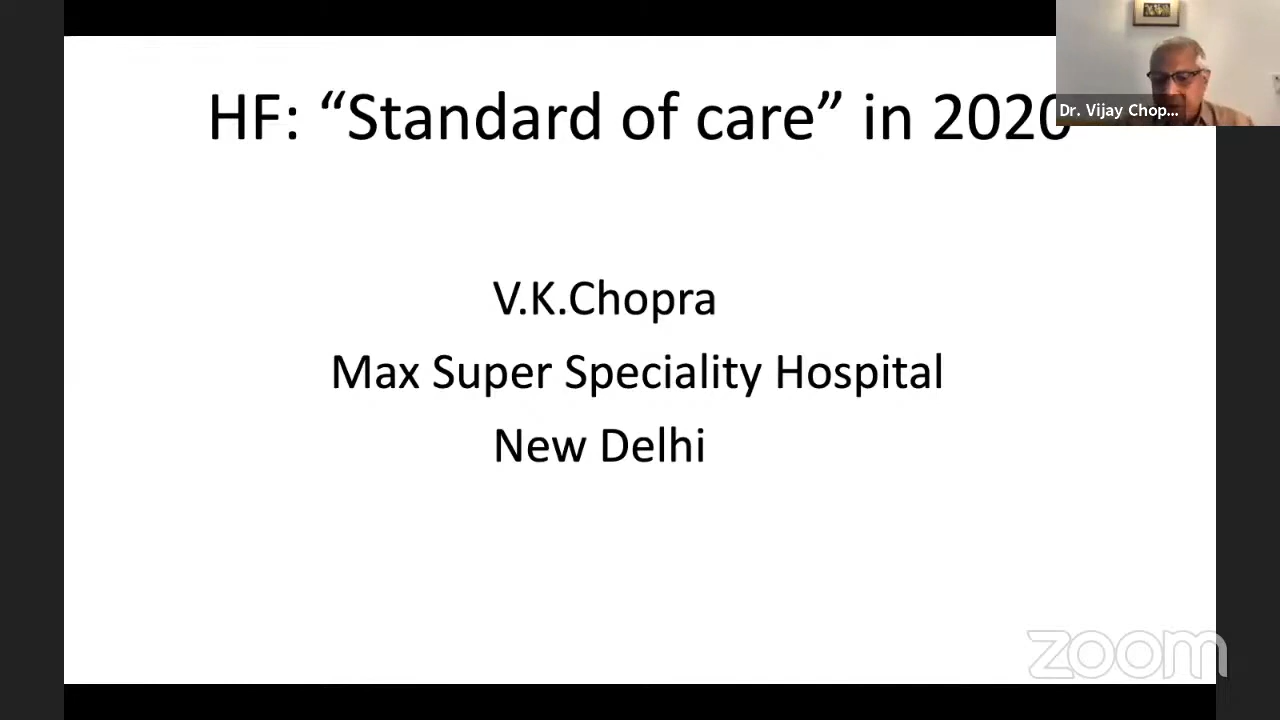 HF: “Standard of care” in 2020
Dr. Vijay Chop...
V.K.Chopra
Max Super Speciality Hospital
New Delhi
zoom